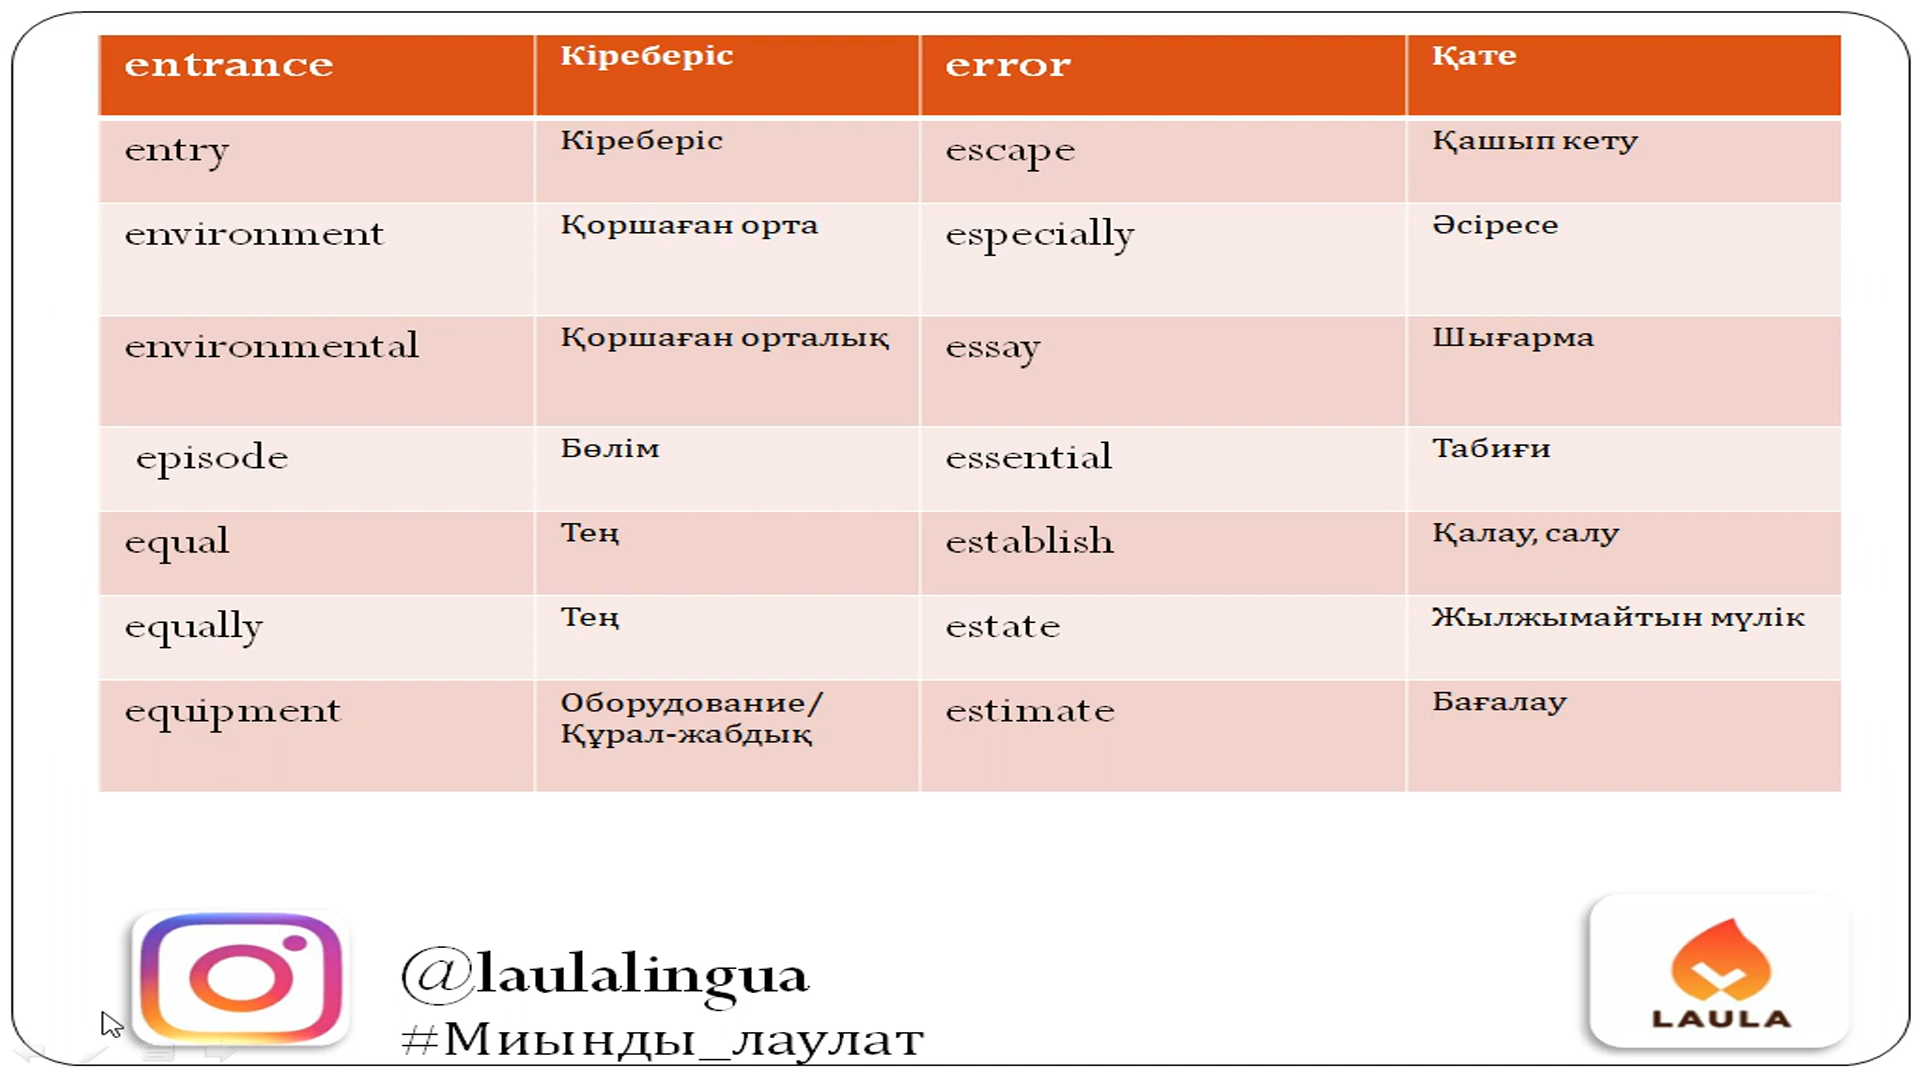 entrance Кіреберіс error Қате
entry Кіреберіс escape Қашып кету
environment Қоршаған орта especially Әсіресе
environmental Қоршаған орталық essay Шығарма
episode Бөлім essential Табиғи
equal Тең establish Қалау, салу
equally Тең estate Жылжымайтын мүлік
equipment Оборудование/ estimate Бағалау
Құрал-жабдық
@laulalingua
#Миынды_лаулат
LAULA